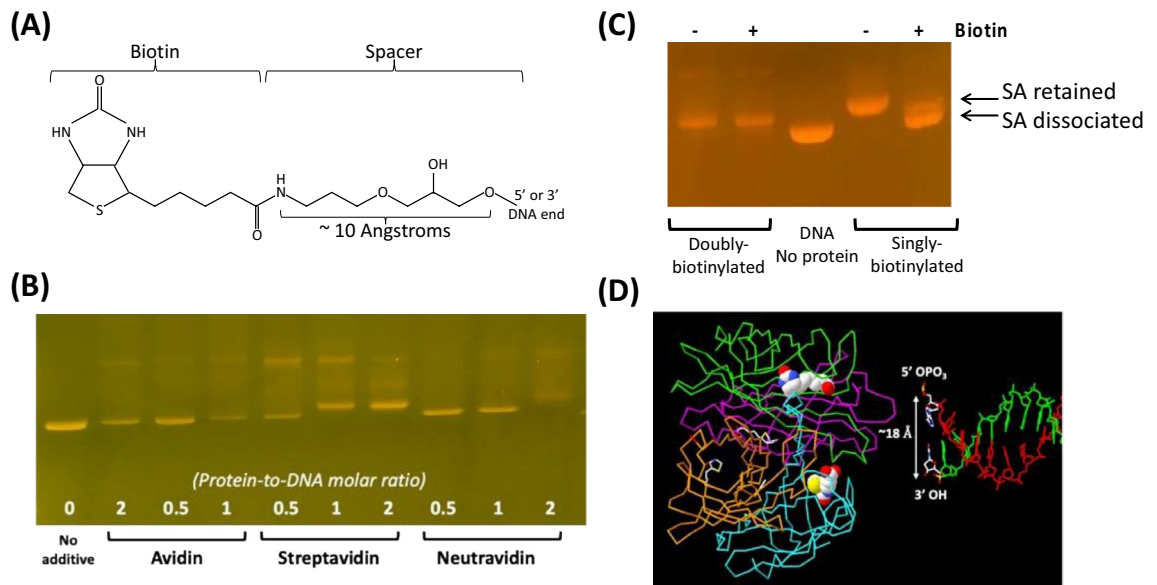 (A)
Biotin
Spacer
O
HN
NH
S
O
H
N
O
OH
O
5' or 3'
DNA end
~ 10 Angstroms
(B)
(Protein-to-DNA molar ratio)
0 2 0.5 1 0.5 1 2 0.5 1 2
No
additive
Avidin
Streptavidin
Neutravidin
(C)
- + - + Biotin
SA retained
SA dissociated
Doubly-
biotinylated
DNA
No protein
Singly-
biotinylated
(D)
5' OPO3
~18 Å
3' OH